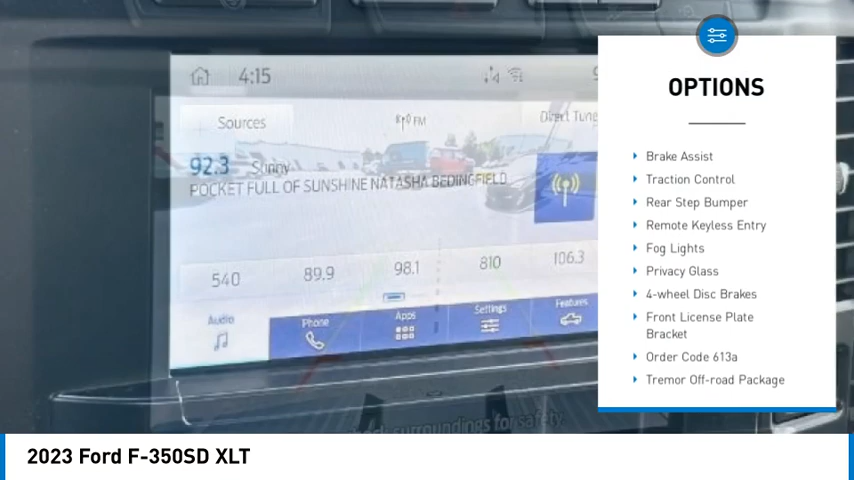 4:15
Sources
FM
Direct Tune
92.3 Sunny
POCKET FULL OF SUNSHINE NATASHA BEDINGFIELD
540
89.9
98.1
810
106.3
Audio
Phone
Apps
Settings
Features
surroundings for safety.
OPTIONS
Brake Assist
Traction Control
Rear Step Bumper
Remote Keyless Entry
Fog Lights
Privacy Glass
4-wheel Disc Brakes
Front License Plate
Bracket
Order Code 613a
Tremor Off-road Package
2023 Ford F-350SD XLT